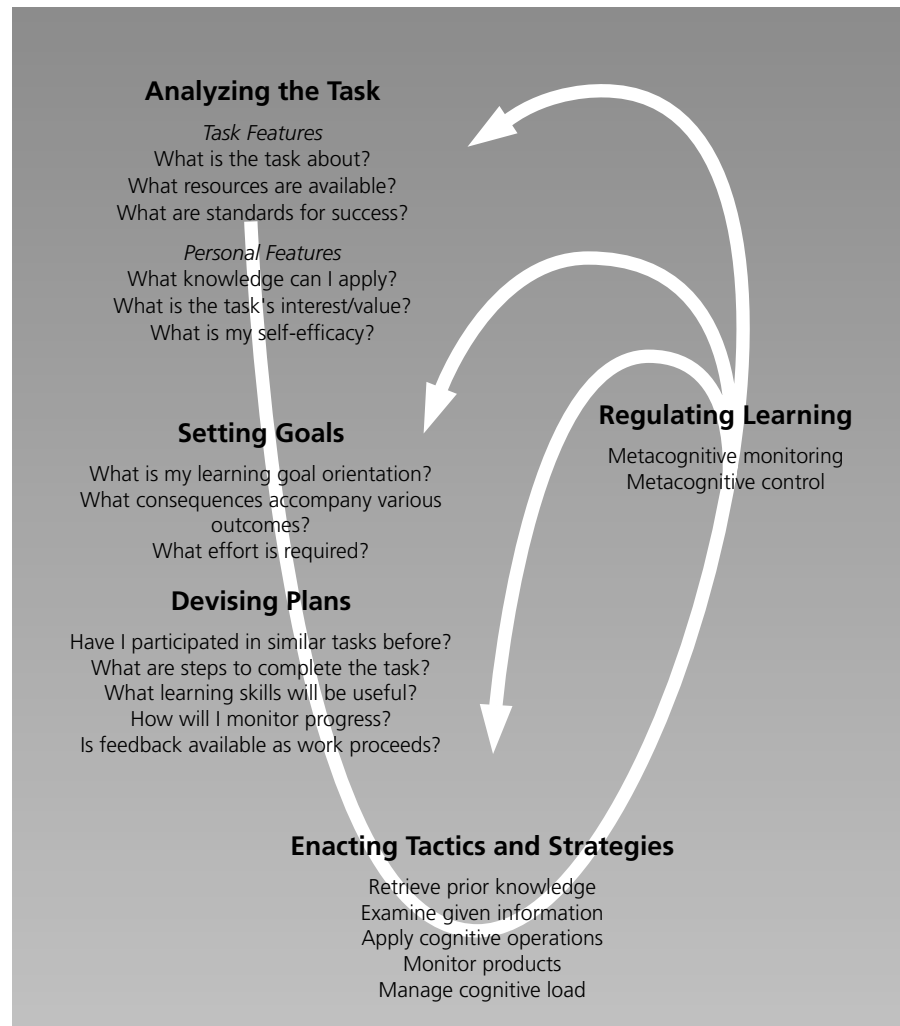 Analyzing the Task
Task Features
What is the task about?
What resources are available?
What are standards for success?
Personal Features
What knowledge can I apply?
What is the task's interest/value?
What is my self-efficacy?
Setting Goals
What is my learning goal orientation?
What consequences accompany various
outcomes?
What effort is required?
Devising Plans
Have I participated in similar tasks before?
What are steps to complete the task?
What learning skills will be useful?
How will I monitor progress?
Is feedback available as work proceeds?
Regulating Learning
Metacognitive monitoring
Metacognitive control
Enacting Tactics and Strategies
Retrieve prior knowledge
Examine given information
Apply cognitive operations
Monitor products
Manage cognitive load